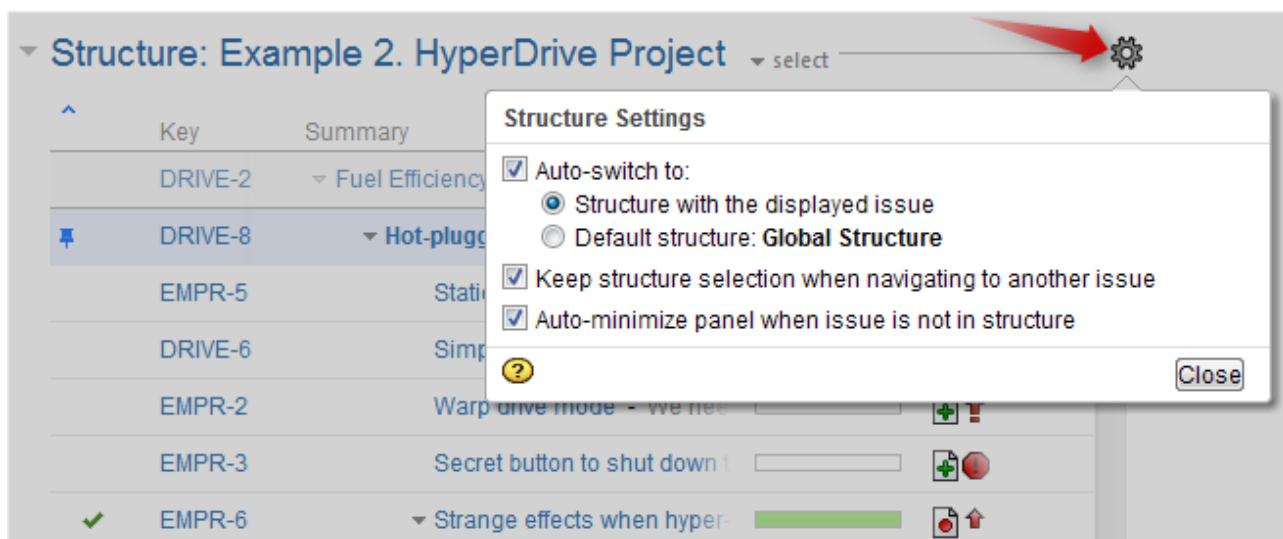 Structure: Example 2. HyperDrive Project select
Key Summary
Structure Settings
Auto-switch to:
Structure with the displayed issue
Default structure: Global Structure
Keep structure selection when navigating to another issue
Auto-minimize panel when issue is not in structure
Close
DRIVE-2 Fuel Efficiency
DRIVE-8 Hot-plugg
EMPR-5 Stati
DRIVE-6 Simp
EMPR-2 Warp drive mode - We nee
EMPR-3 Secret button to shut down
EMPR-6 Strange effects when hyper-